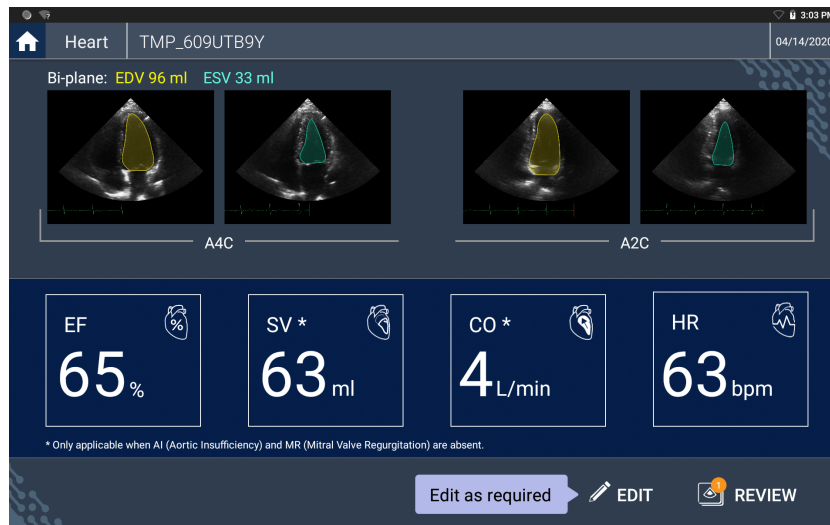 3:03 PM
Heart TMP_609UTB9Y 04/14/2020
Bi-plane: EDV 96 ml ESV 33 ml
A4C A2C
EF % SV * CO * HR
65 % 63 ml 4 L/min 63 bpm
* Only applicable when AI (Aortic Insufficiency) and MR (Mitral Valve Regurgitation) are absent.
Edit as required EDIT 1 REVIEW